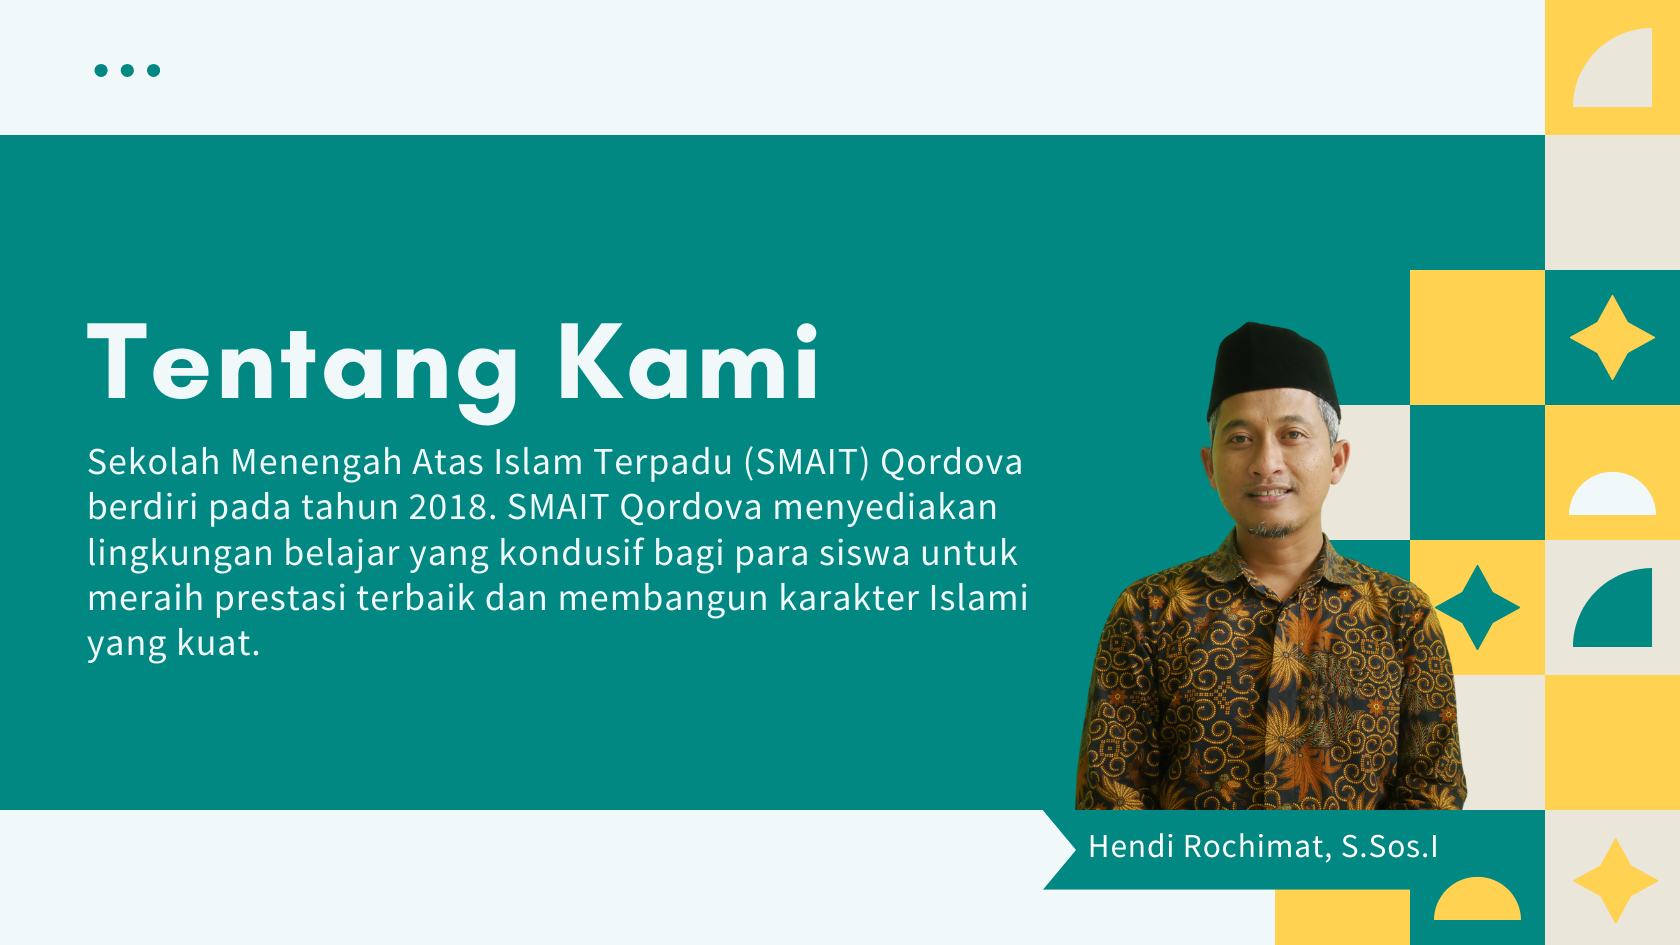 Tentang Kami
Sekolah Menengah Atas Islam Terpadu (SMAIT) Qordova
berdiri pada tahun 2018. SMAIT Qordova menyediakan
lingkungan belajar yang kondusif bagi para siswa untuk
meraih prestasi terbaik dan membangun karakter Islami
yang kuat.
Hendi Rochimat, S.Sos.I